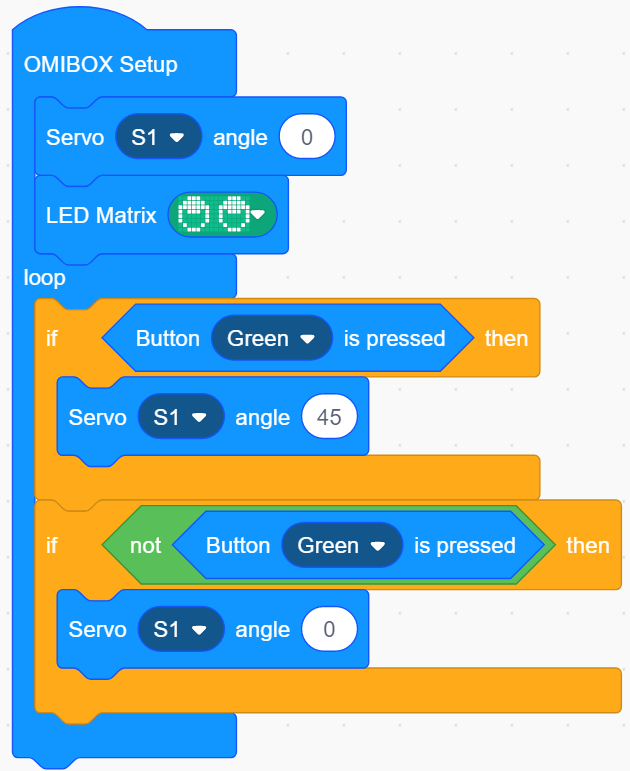 OMIBOX Setup
Servo S1 angle 0
LED Matrix
loop
if Button Green is pressed then
Servo S1 angle 45
if not Button Green is pressed then
Servo S1 angle 0